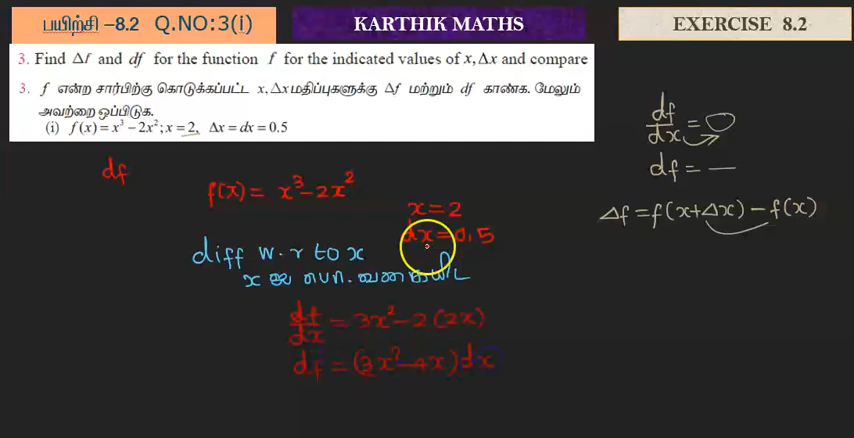 பயிற்சி –8.2 Q.NO:3(i)
KARTHIK MATHS
EXERCISE 8.2
3. Find Δf and df for the function f for the indicated values of x, Δx and compare
3. f என்ற சார்பிற்கு கொடுக்கப்பட்ட x, Δx மதிப்புகளுக்கு Δf மற்றும் df காண்க. மேலும்
அவற்றை ஒப்பிடுக.
(i) f(x) = x³ – 2x²; x = 2, Δx = dx = 0.5
df/dx = 0
df = —
Δf = f(x+Δx) – f(x)
df
f(x) = x³ – 2x²
x = 2
dx = 0.5
diff w.r to x
x ஐ பொ. வகையிட
df/dx = 3x² – 2(2x)
df = (3x² – 4x) dx